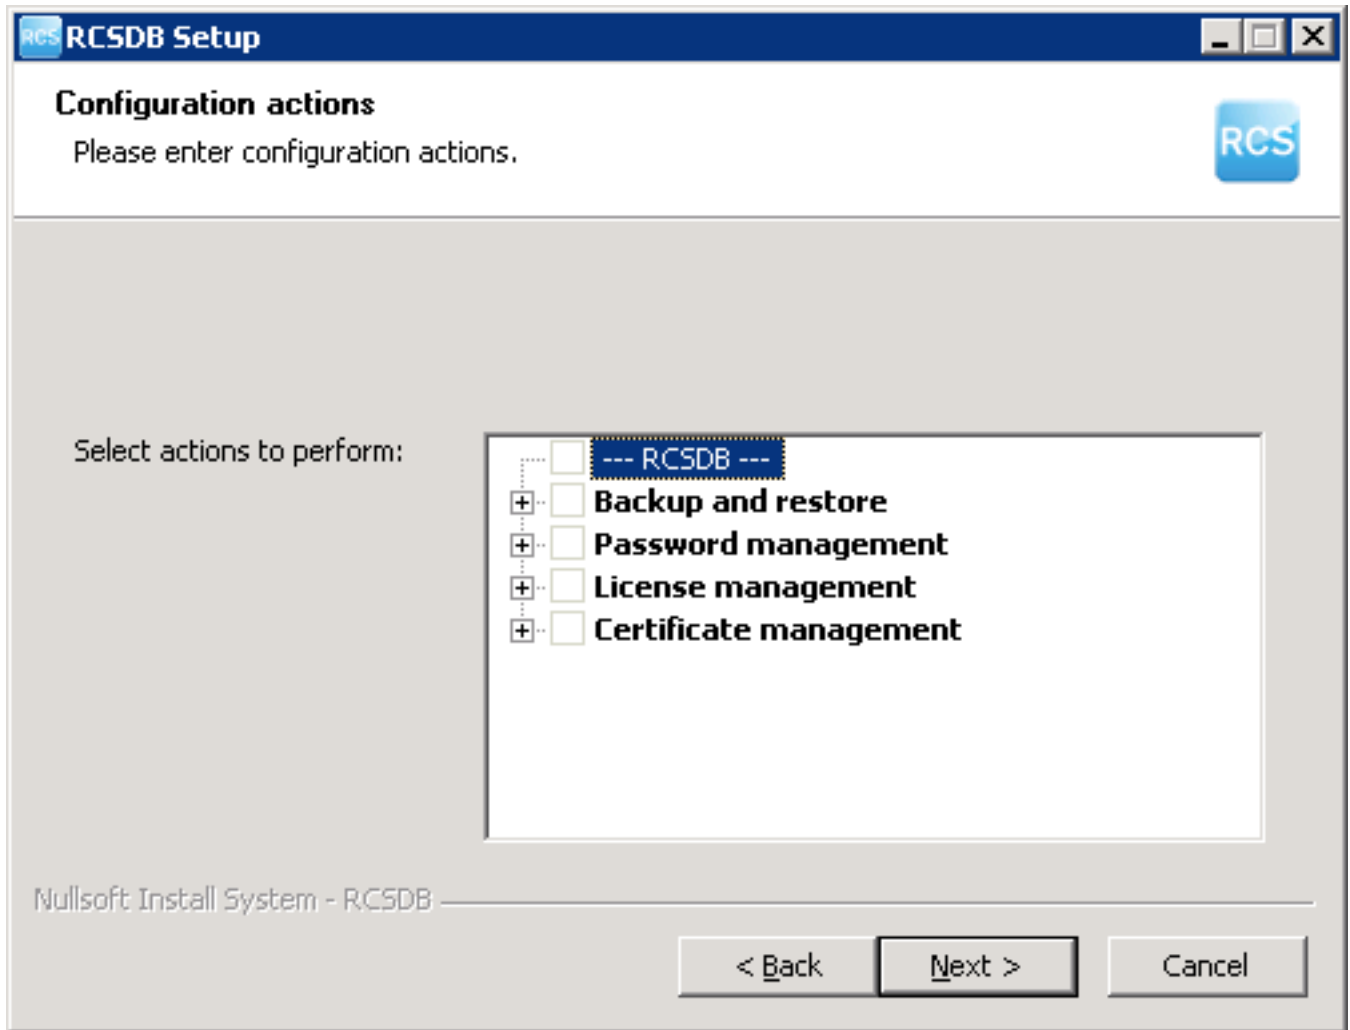 RCS RCSDB Setup
Configuration actions
Please enter configuration actions.
RCS
Select actions to perform:
--- RCSDB ---
Backup and restore
Password management
License management
Certificate management
Nullsoft Install System - RCSDB
< Back Next > Cancel